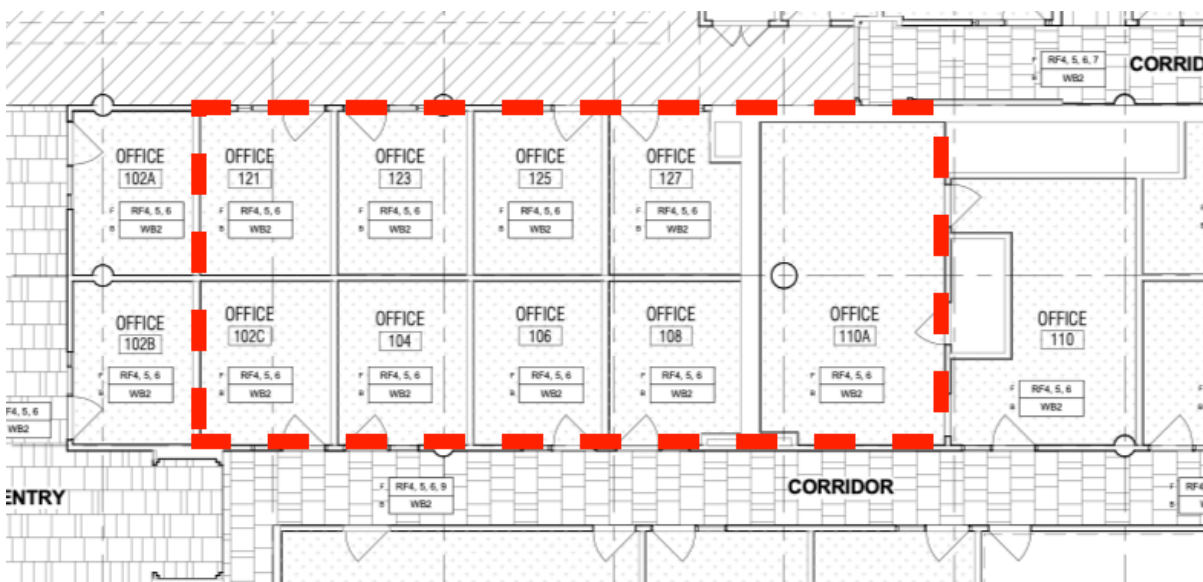 RF4, 5, 6, 7
F
B
WB2
CORRID
OFFICE
102A
OFFICE
121
OFFICE
123
OFFICE
125
OFFICE
127
F
B
RF4, 5, 6
WB2
F
B
RF4, 5, 6
WB2
F
B
RF4, 5, 6
WB2
F
B
RF4, 5, 6
WB2
F
B
OFFICE
102B
OFFICE
102C
OFFICE
104
OFFICE
106
OFFICE
108
OFFICE
110A
OFFICE
110
F
B
RF4, 5, 6
WB2
F
B
RF4, 5, 6
WB2
F
B
RF4, 5, 6
WB2
F
B
RF4, 5, 6
WB2
F
B
RF4, 5, 6
WB2
F
B
RF4, 5, 6
WB2
F
B
RF4, 5, 6
WB2
F4, 5, 6
WB2
ENTRY
F
B
RF4, 5, 6, 9
WB2
CORRIDOR
F
B
RF4
W